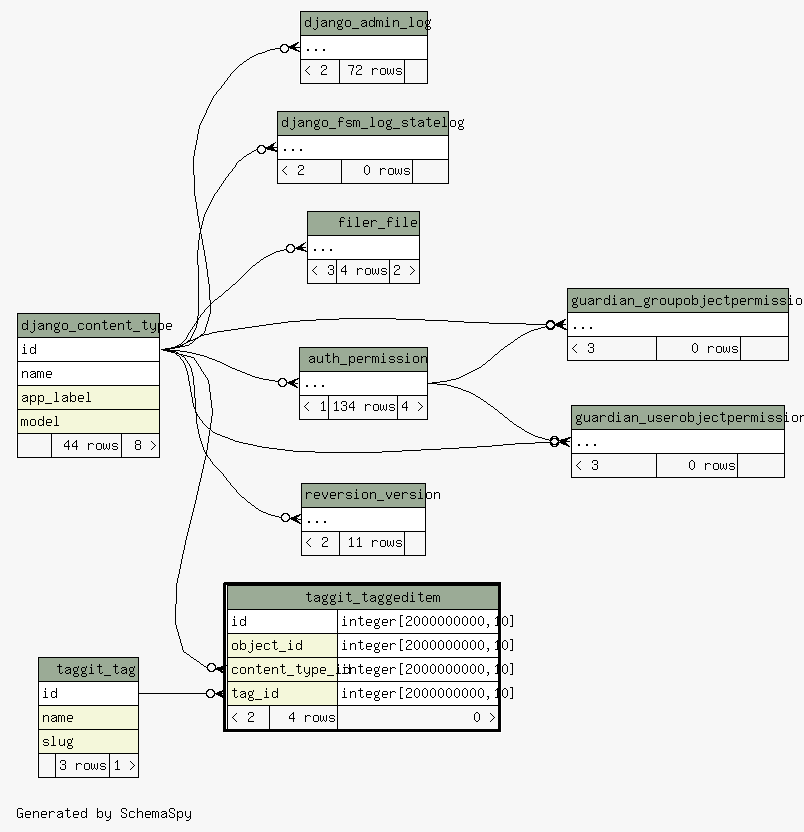 django_admin_log
...
< 2 72 rows
django_fsm_log_statelog
...
< 2 0 rows
filer_file
...
< 3 4 rows 2 >
guardian_groupobjectpermissio
...
< 3 0 rows
django_content_type
id
name
app_label
model
44 rows 8 >
auth_permission
...
< 1 134 rows 4 >
guardian_userobjectpermission
...
< 3 0 rows
reversion_version
...
< 2 11 rows
taggit_taggeditem
id integer[2000000000,10]
object_id integer[2000000000,10]
content_type_id integer[2000000000,10]
tag_id integer[2000000000,10]
< 2 4 rows 0 >
taggit_tag
id
name
slug
3 rows 1 >
Generated by SchemaSpy